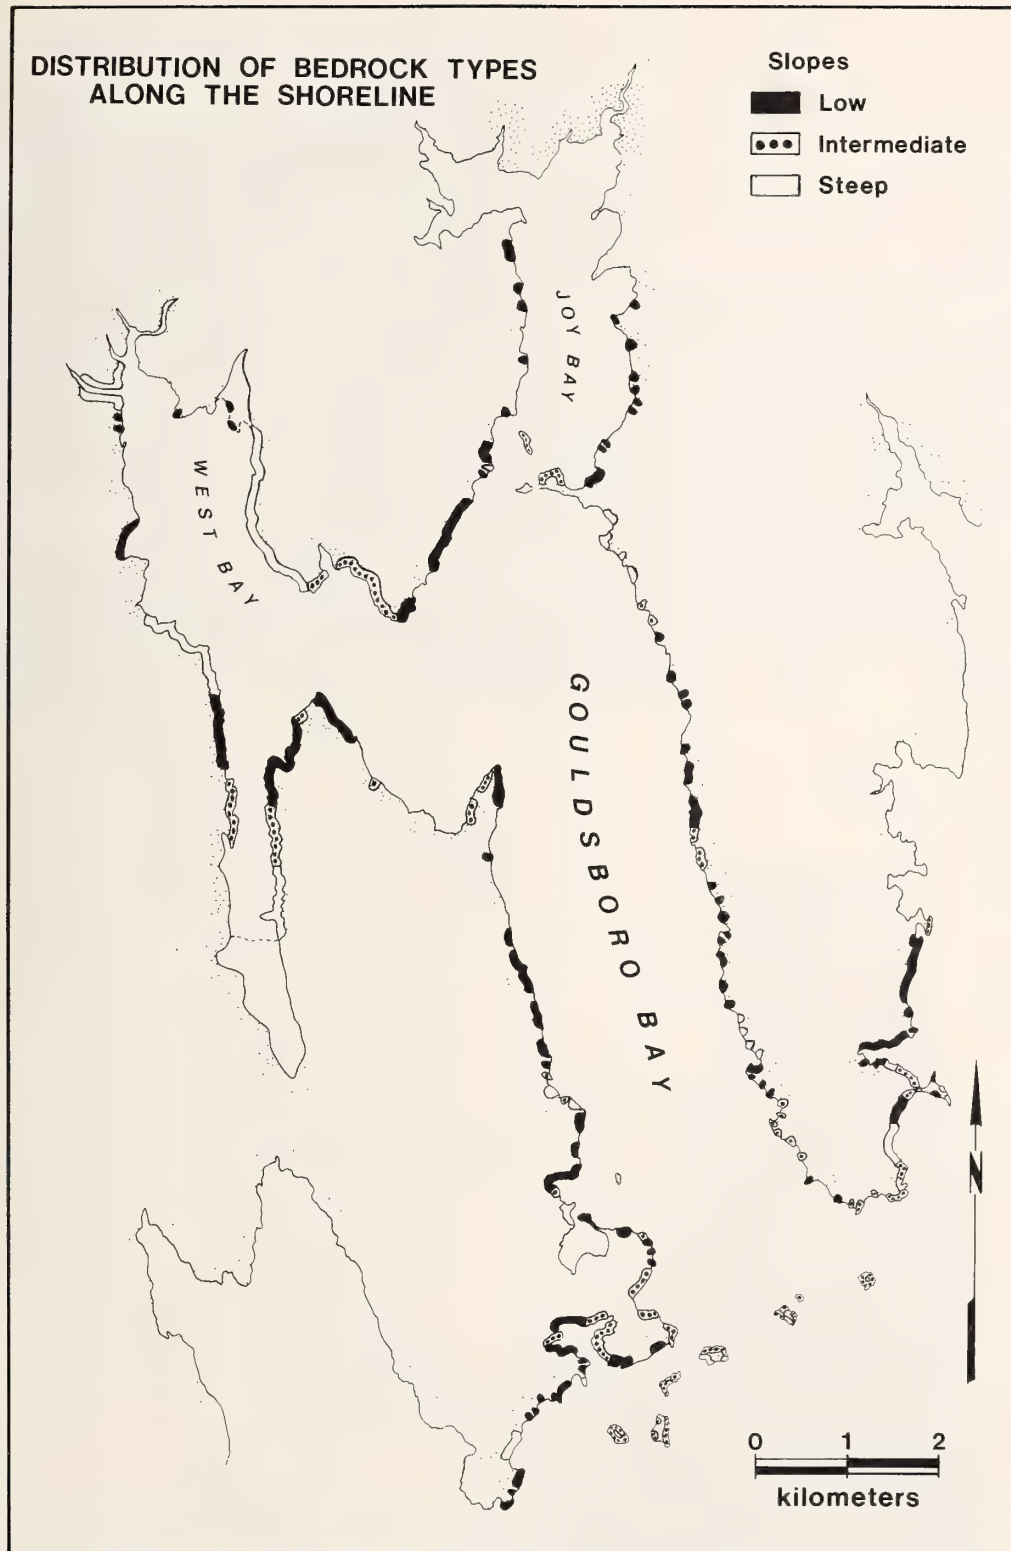 DISTRIBUTION OF BEDROCK TYPES
ALONG THE SHORELINE
Slopes
Low
Intermediate
Steep
JOY BAY
WEST BAY
GOULDSBORO BAY
N
0 1 2
kilometers